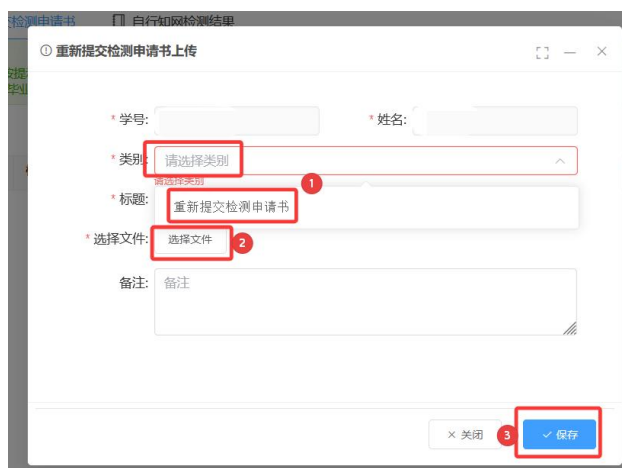 检测申请书 自行知网检测结果
重新提交检测申请书上传
* 学号: * 姓名:
* 类别: 请选择类别
请选择类别 1
* 标题: 重新提交检测申请书
* 选择文件: 选择文件 2
备注: 备注
× 关闭 3 ✓ 保存